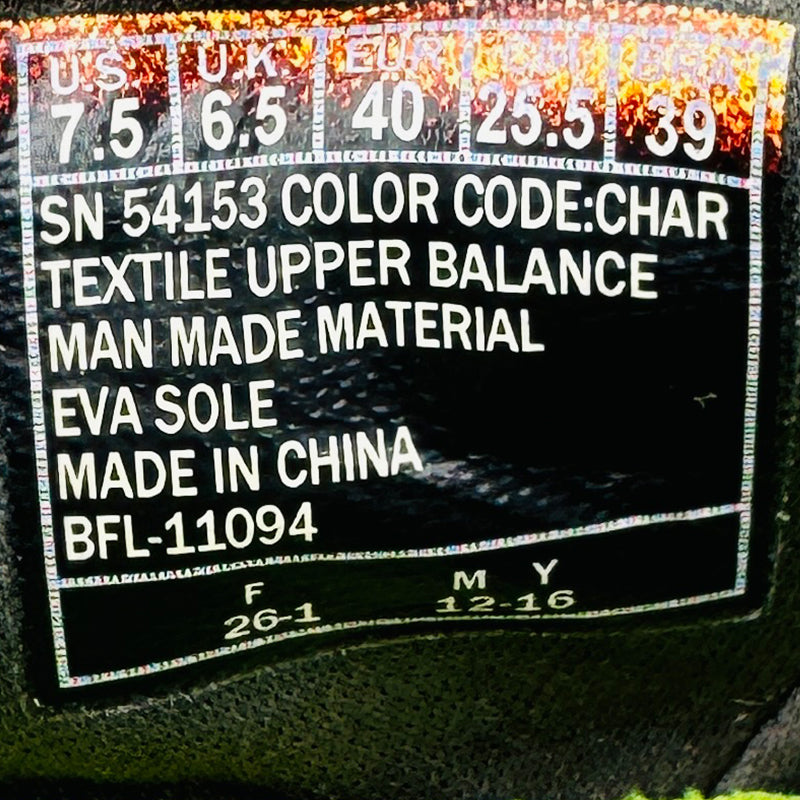 U.S. U.K. EUR
7.5 6.5 40 25.5 39
SN 54153 COLOR CODE:CHAR
TEXTILE UPPER BALANCE
MAN MADE MATERIAL
EVA SOLE
MADE IN CHINA
BFL-11094
F M Y
26-1 12-16